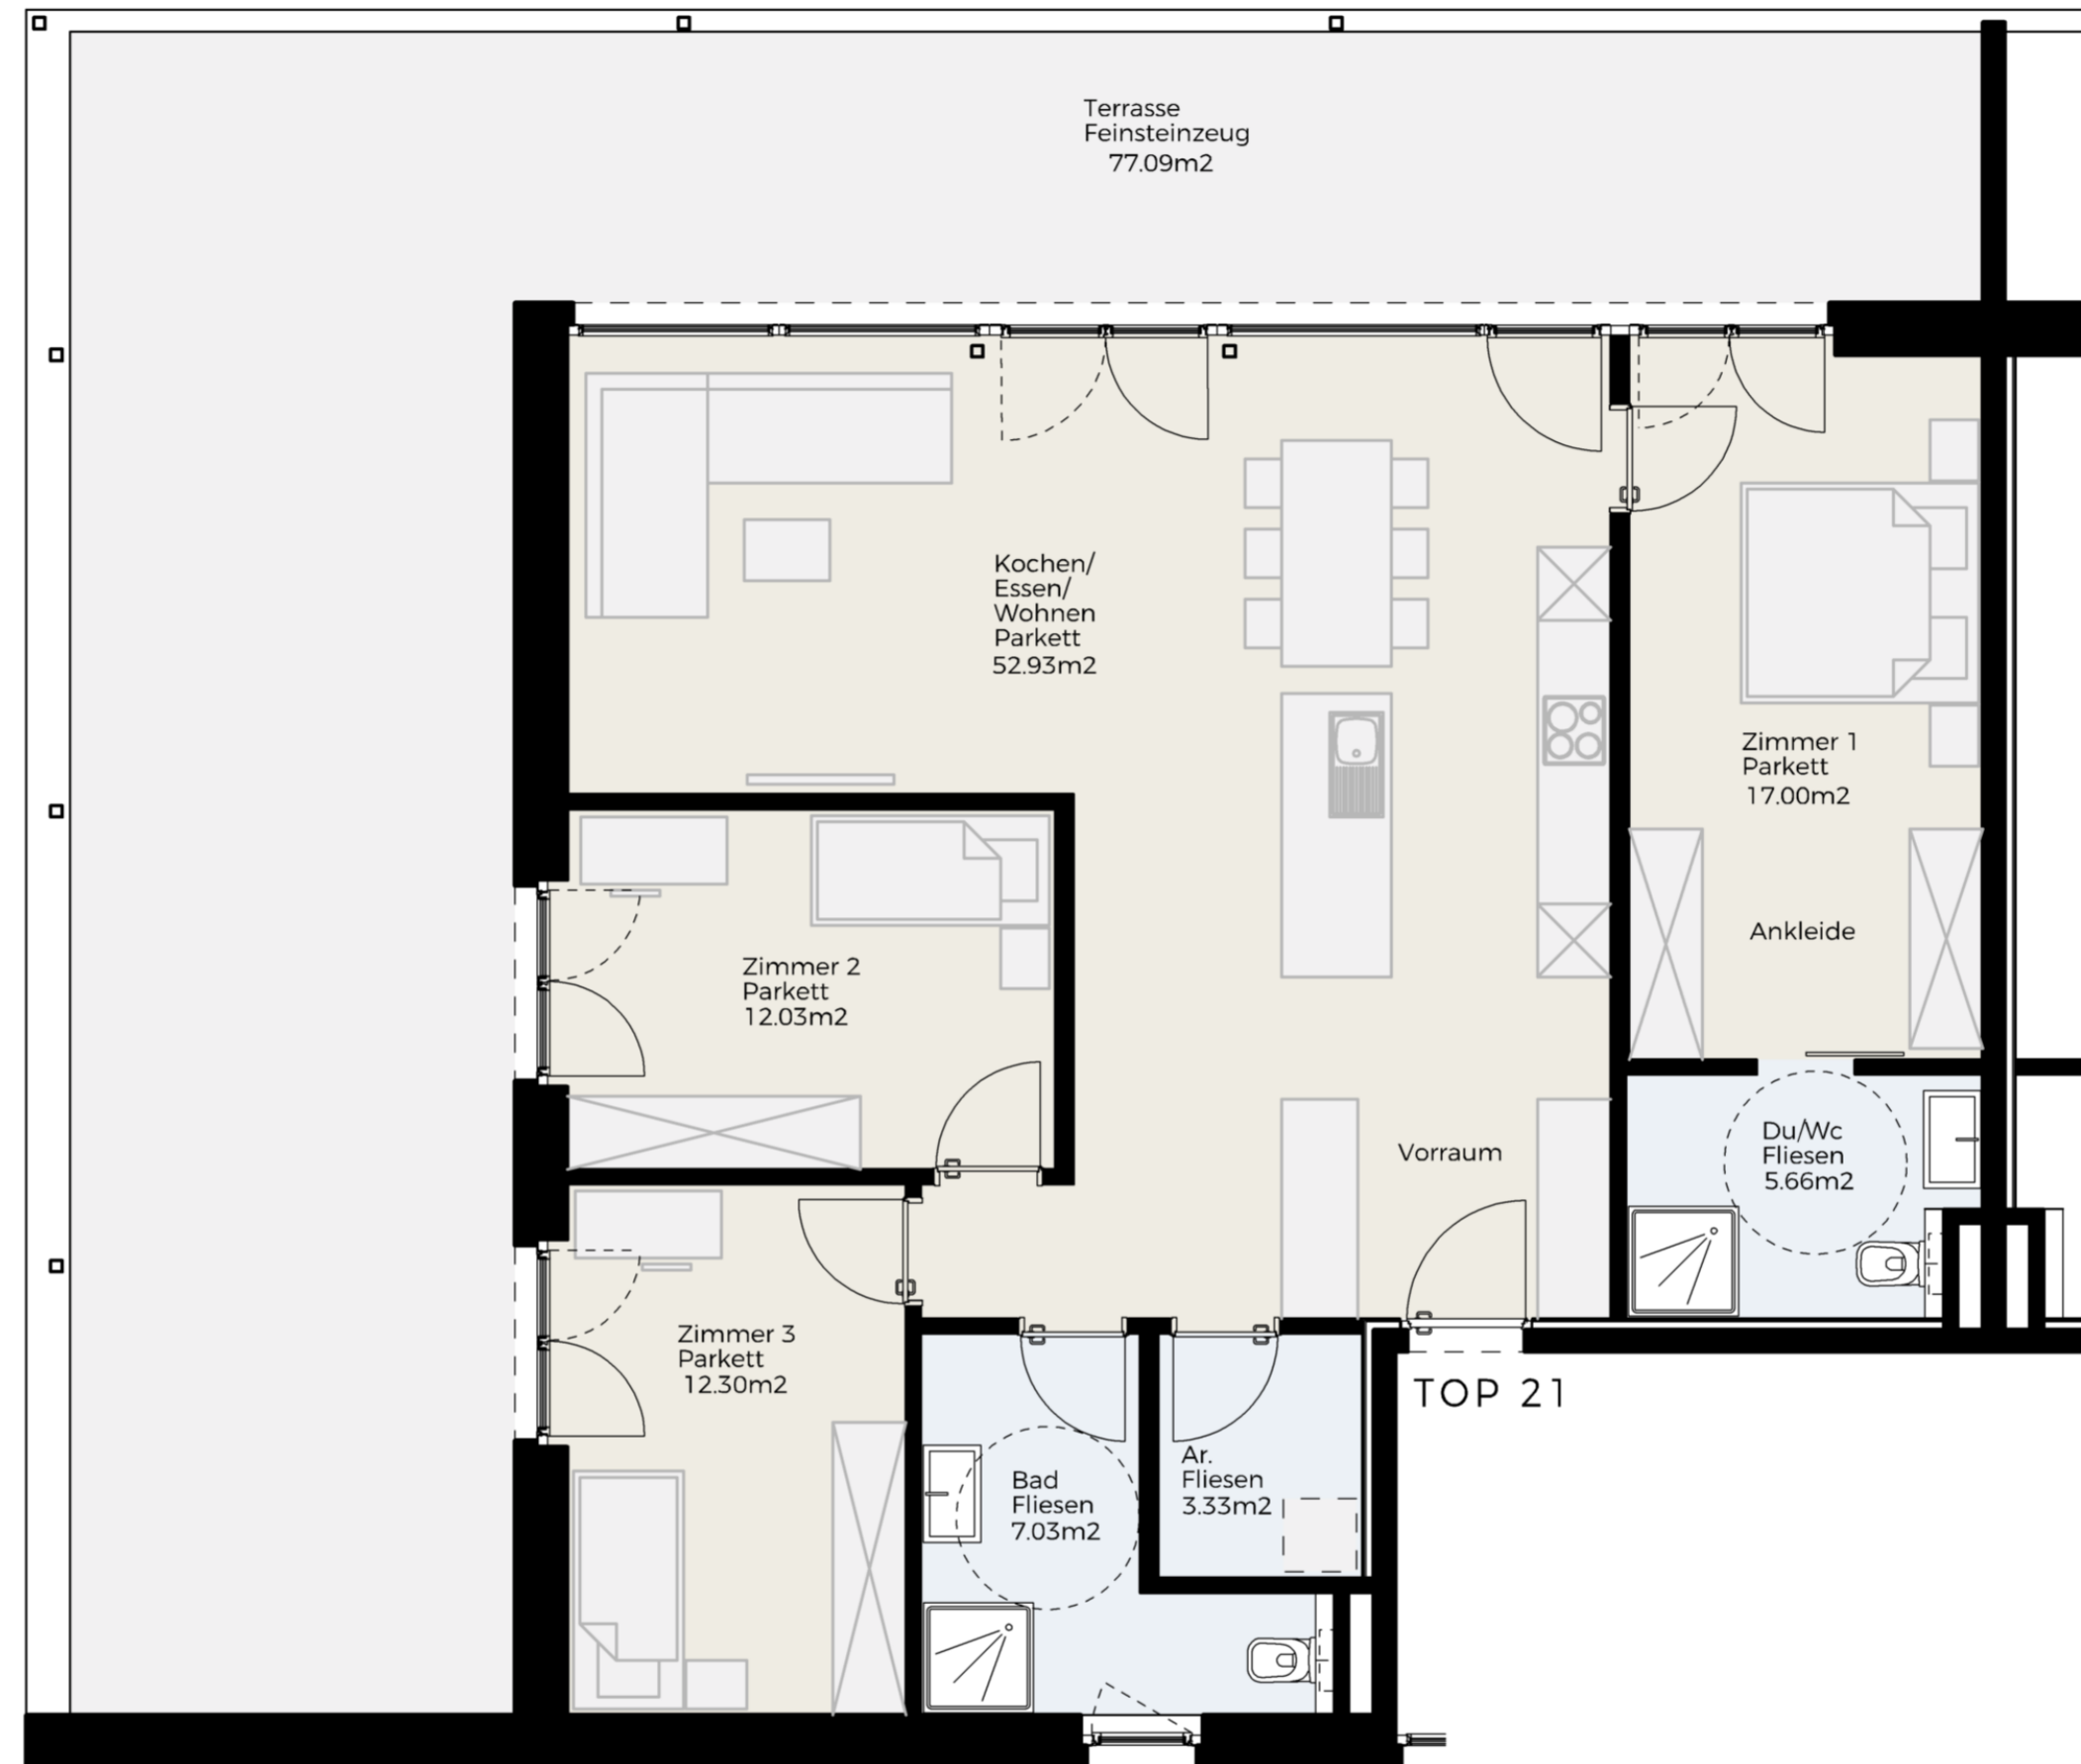 Terrasse
Feinsteinzeug
77.09m2
Kochen/
Essen/
Wohnen
Parkett
52.93m2
Zimmer 1
Parkett
17.00m2
Ankleide
Zimmer 2
Parkett
12.03m2
Vorraum
Du/Wc
Fliesen
5.66m2
Zimmer 3
Parkett
12.30m2
TOP 21
Bad
Fliesen
7.03m2
Ar.
Fliesen
3.33m2